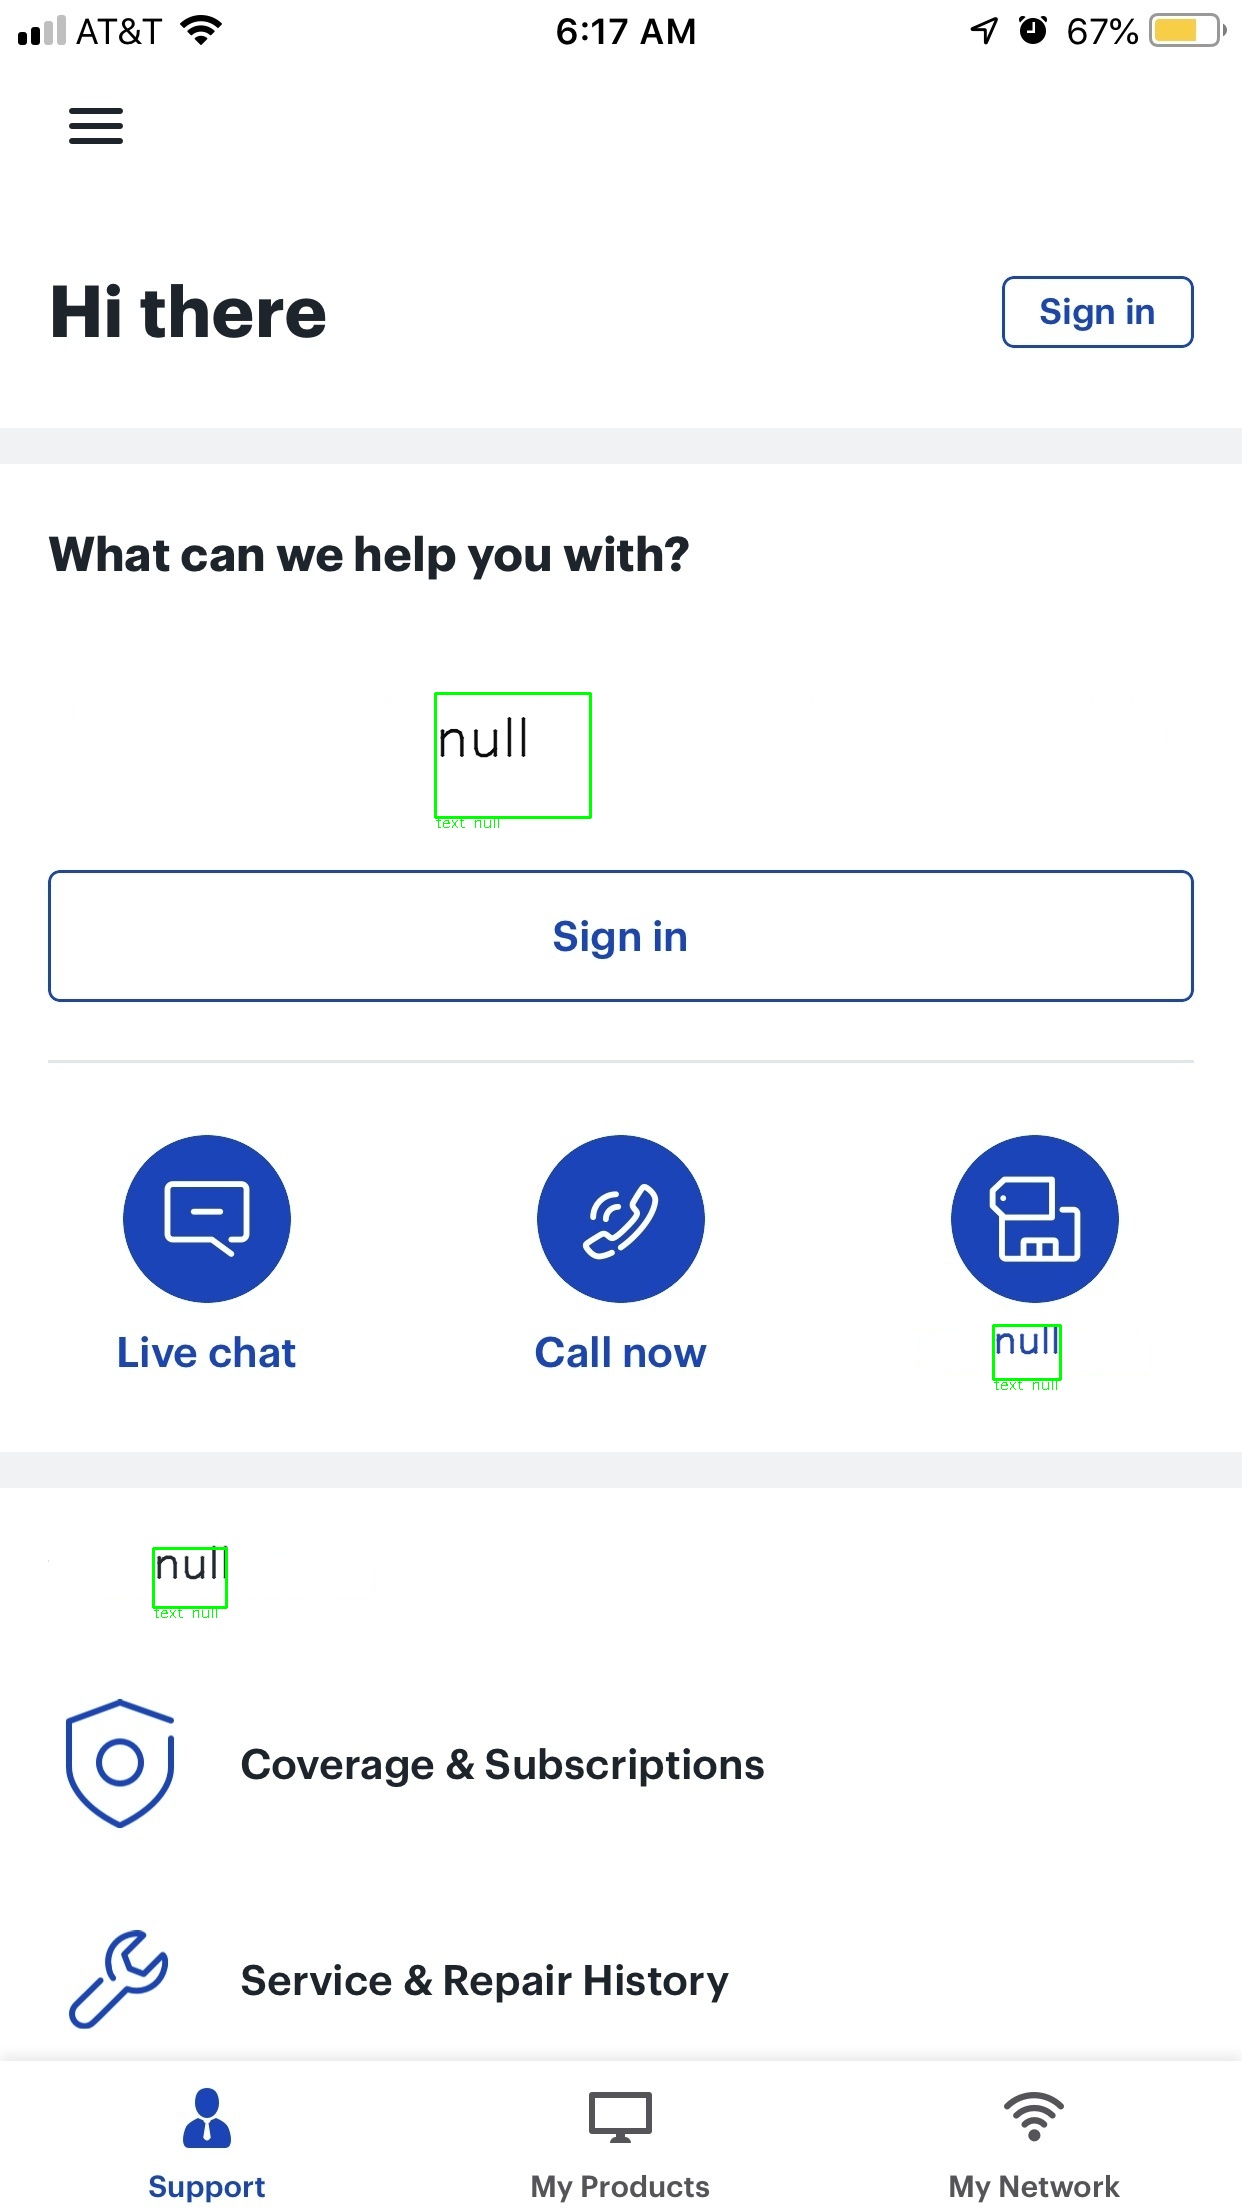 AT&T 6:17 AM 67%
Hi there
Sign in
What can we help you with?
null
text null
Sign in
Live chat
Call now
null
text null
null
text null
Coverage & Subscriptions
Service & Repair History
Support
My Products
My Network